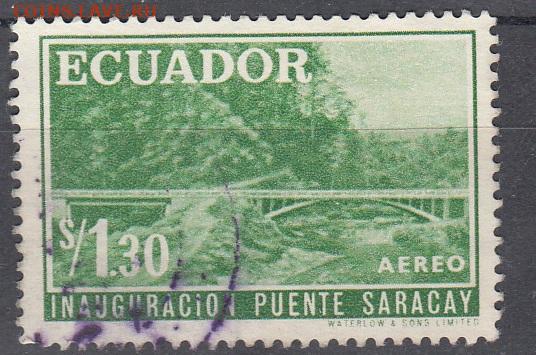 COINS.LAVE.RU
ECUADOR
S/1.30
AEREO
INAUGURACiON PUENTE SARACAY
WATERLOW & SONS LIMITED